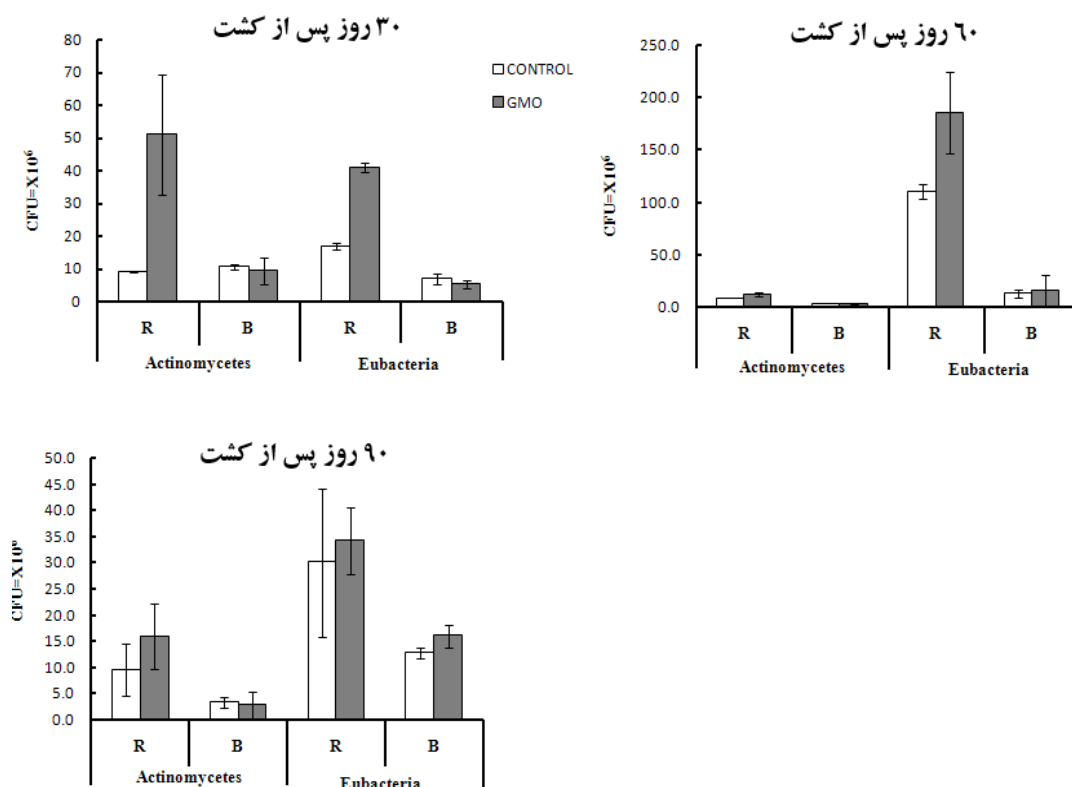 ۳۰ روز پس از کشت
80
70
60
50
40
30
20
10
0
CFU=X10⁶
CONTROL
GMO
R B R B
Actinomycetes Eubacteria
٦۰ روز پس از کشت
250.0
200.0
150.0
100.0
50.0
0.0
CFU=X10⁶
R B R B
Actinomycetes Eubacteria
۹۰ روز پس از کشت
50.0
45.0
40.0
35.0
30.0
25.0
20.0
15.0
10.0
5.0
0.0
CFU=X10⁶
R B R B
Actinomycetes Eubacteria